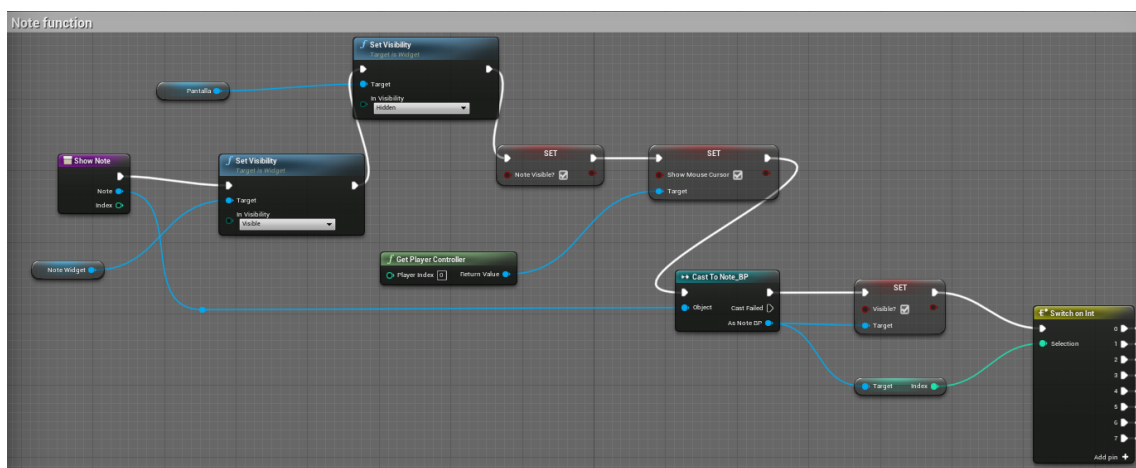 Note function
Set Visibility
Target is Widget
Target
In Visibility
Hidden
Pantalla
Show Note
Note
Index
Set Visibility
Target is Widget
Target
In Visibility
Visible
Note Widget
SET
Note Visible?
SET
Show Mouse Cursor
Target
Get Player Controller
Player Index 0 Return Value
Cast To Note_BP
Object Cast Failed
As Note BP
SET
Visible?
Target
Target Index
Switch on Int
Selection
0
1
2
3
4
5
6
7
Add pin +